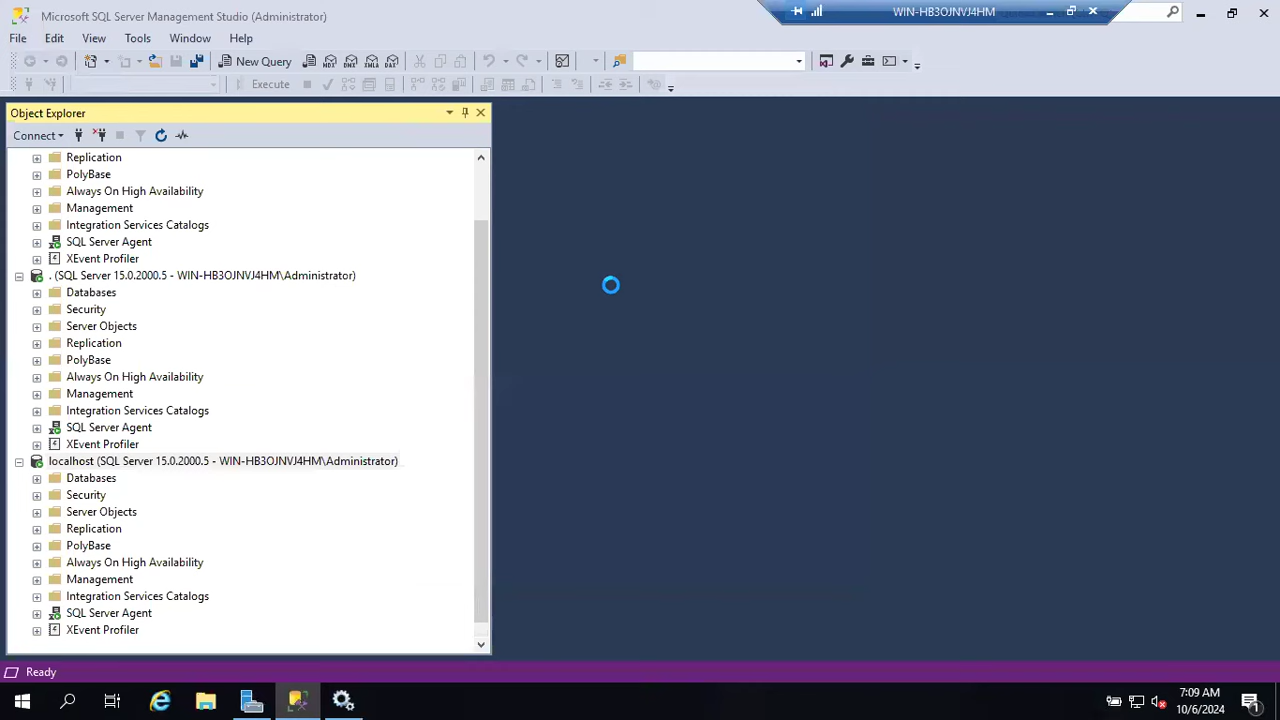 Microsoft SQL Server Management Studio (Administrator)
WIN-HB3OJNVJ4HM
File Edit View Tools Window Help
New Query
Execute
Object Explorer
Connect
Replication
PolyBase
Always On High Availability
Management
Integration Services Catalogs
SQL Server Agent
XEvent Profiler
. (SQL Server 15.0.2000.5 - WIN-HB3OJNVJ4HM\Administrator)
Databases
Security
Server Objects
Replication
PolyBase
Always On High Availability
Management
Integration Services Catalogs
SQL Server Agent
XEvent Profiler
localhost (SQL Server 15.0.2000.5 - WIN-HB3OJNVJ4HM\Administrator)
Databases
Security
Server Objects
Replication
PolyBase
Always On High Availability
Management
Integration Services Catalogs
SQL Server Agent
XEvent Profiler
Ready
7:09 AM
10/6/2024
1